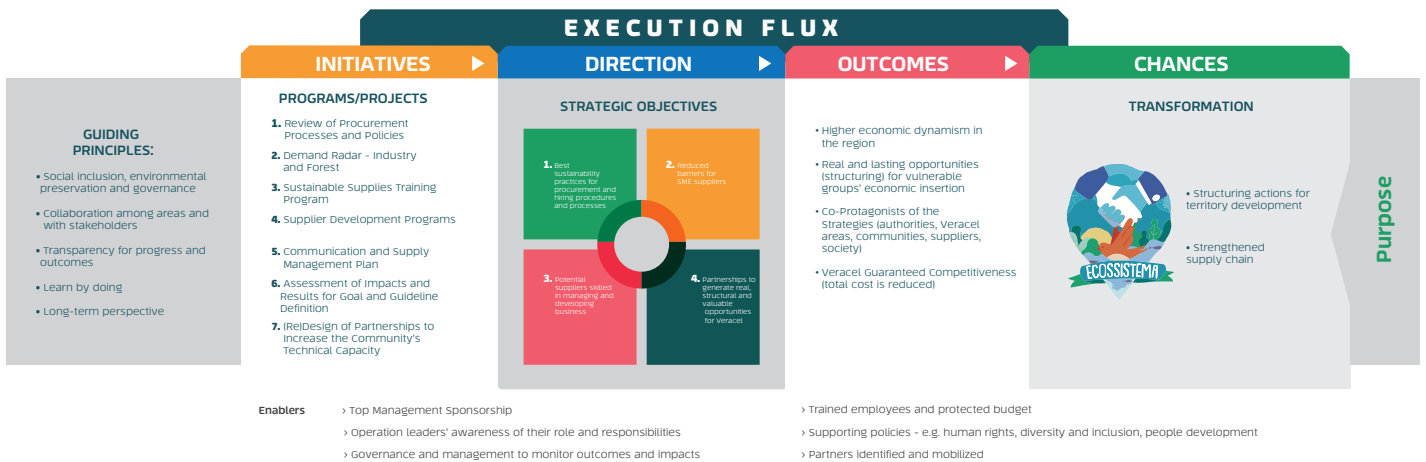 EXECUTION FLUX
INITIATIVES
DIRECTION
OUTCOMES
CHANCES
GUIDING
PRINCIPLES:
• Social inclusion, environmental
preservation and governance
• Collaboration among areas and
with stakeholders
• Transparency for progress and
outcomes
• Learn by doing
• Long-term perspective
PROGRAMS/PROJECTS
1. Review of Procurement
Processes and Policies
2. Demand Radar - Industry
and Forest
3. Sustainable Supplies Training
Program
4. Supplier Development Programs
5. Communication and Supply
Management Plan
6. Assessment of Impacts and
Results for Goal and Guideline
Definition
7. (Re)Design of Partnerships to
Increase the Community's
Technical Capacity
STRATEGIC OBJECTIVES
1. Best
sustainability
practices for
procurement and
hiring procedures
and processes
2. Reduced
barriers for
SME suppliers
3. Potential
suppliers skilled
in managing and
developing
business
4. Partnerships to
generate real,
structural and
valuable
opportunities
for Veracel
• Higher economic dynamism in
the region
• Real and lasting opportunities
(structuring) for vulnerable
groups' economic insertion
• Co-Protagonists of the
Strategies (authorities, Veracel
areas, communities, suppliers,
society)
• Veracel Guaranteed Competitiveness
(total cost is reduced)
TRANSFORMATION
ECOSSISTEMA
• Structuring actions for
territory development
• Strengthened
supply chain
Purpose
Enablers
› Top Management Sponsorship
› Operation leaders' awareness of their role and responsibilities
› Governance and management to monitor outcomes and impacts
› Trained employees and protected budget
› Supporting policies - e.g. human rights, diversity and inclusion, people development
› Partners identified and mobilized